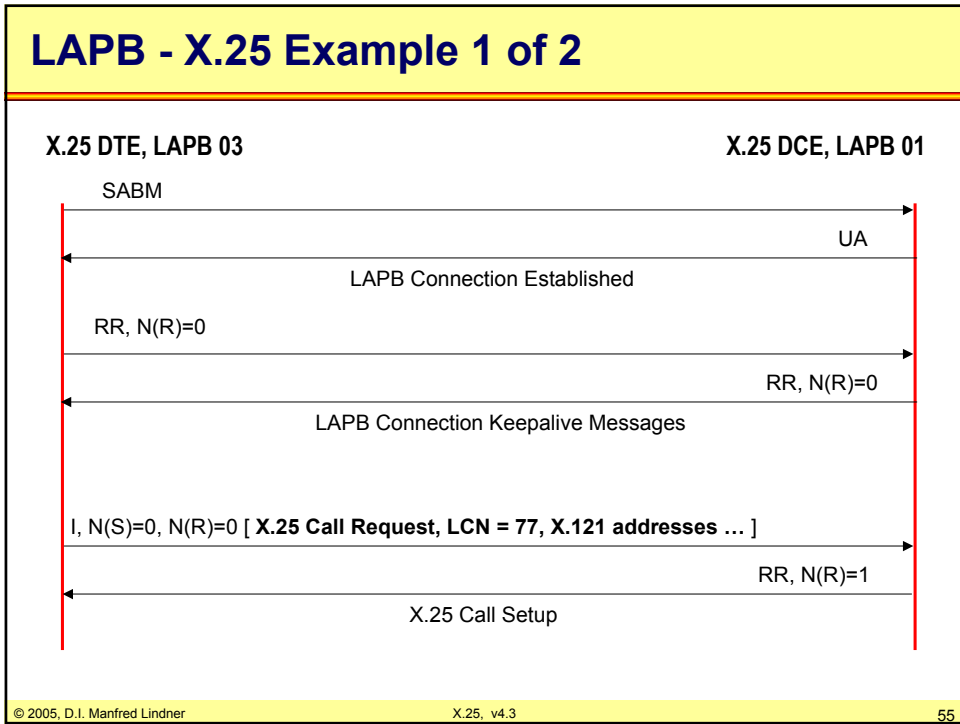 LAPB - X.25 Example 1 of 2
X.25 DTE, LAPB 03
X.25 DCE, LAPB 01
SABM
UA
LAPB Connection Established
RR, N(R)=0
RR, N(R)=0
LAPB Connection Keepalive Messages
I, N(S)=0, N(R)=0 [ X.25 Call Request, LCN = 77, X.121 addresses … ]
RR, N(R)=1
X.25 Call Setup
© 2005, D.I. Manfred Lindner
X.25, v4.3
55